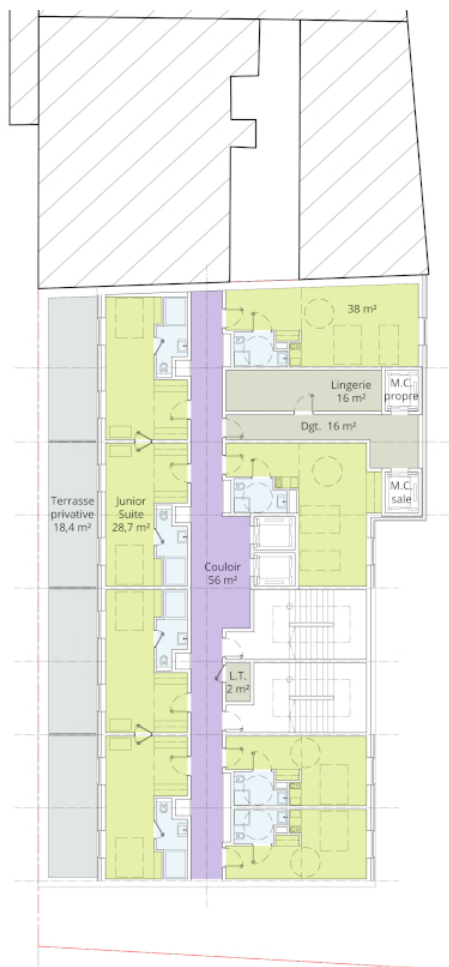 38 m²
Lingerie
16 m²
M.C.
propre
Dgt. 16 m²
M.C.
sale
Terrasse
privative
18,4 m²
Junior
Suite
28,7 m²
Couloir
56 m²
L.T.
2 m²